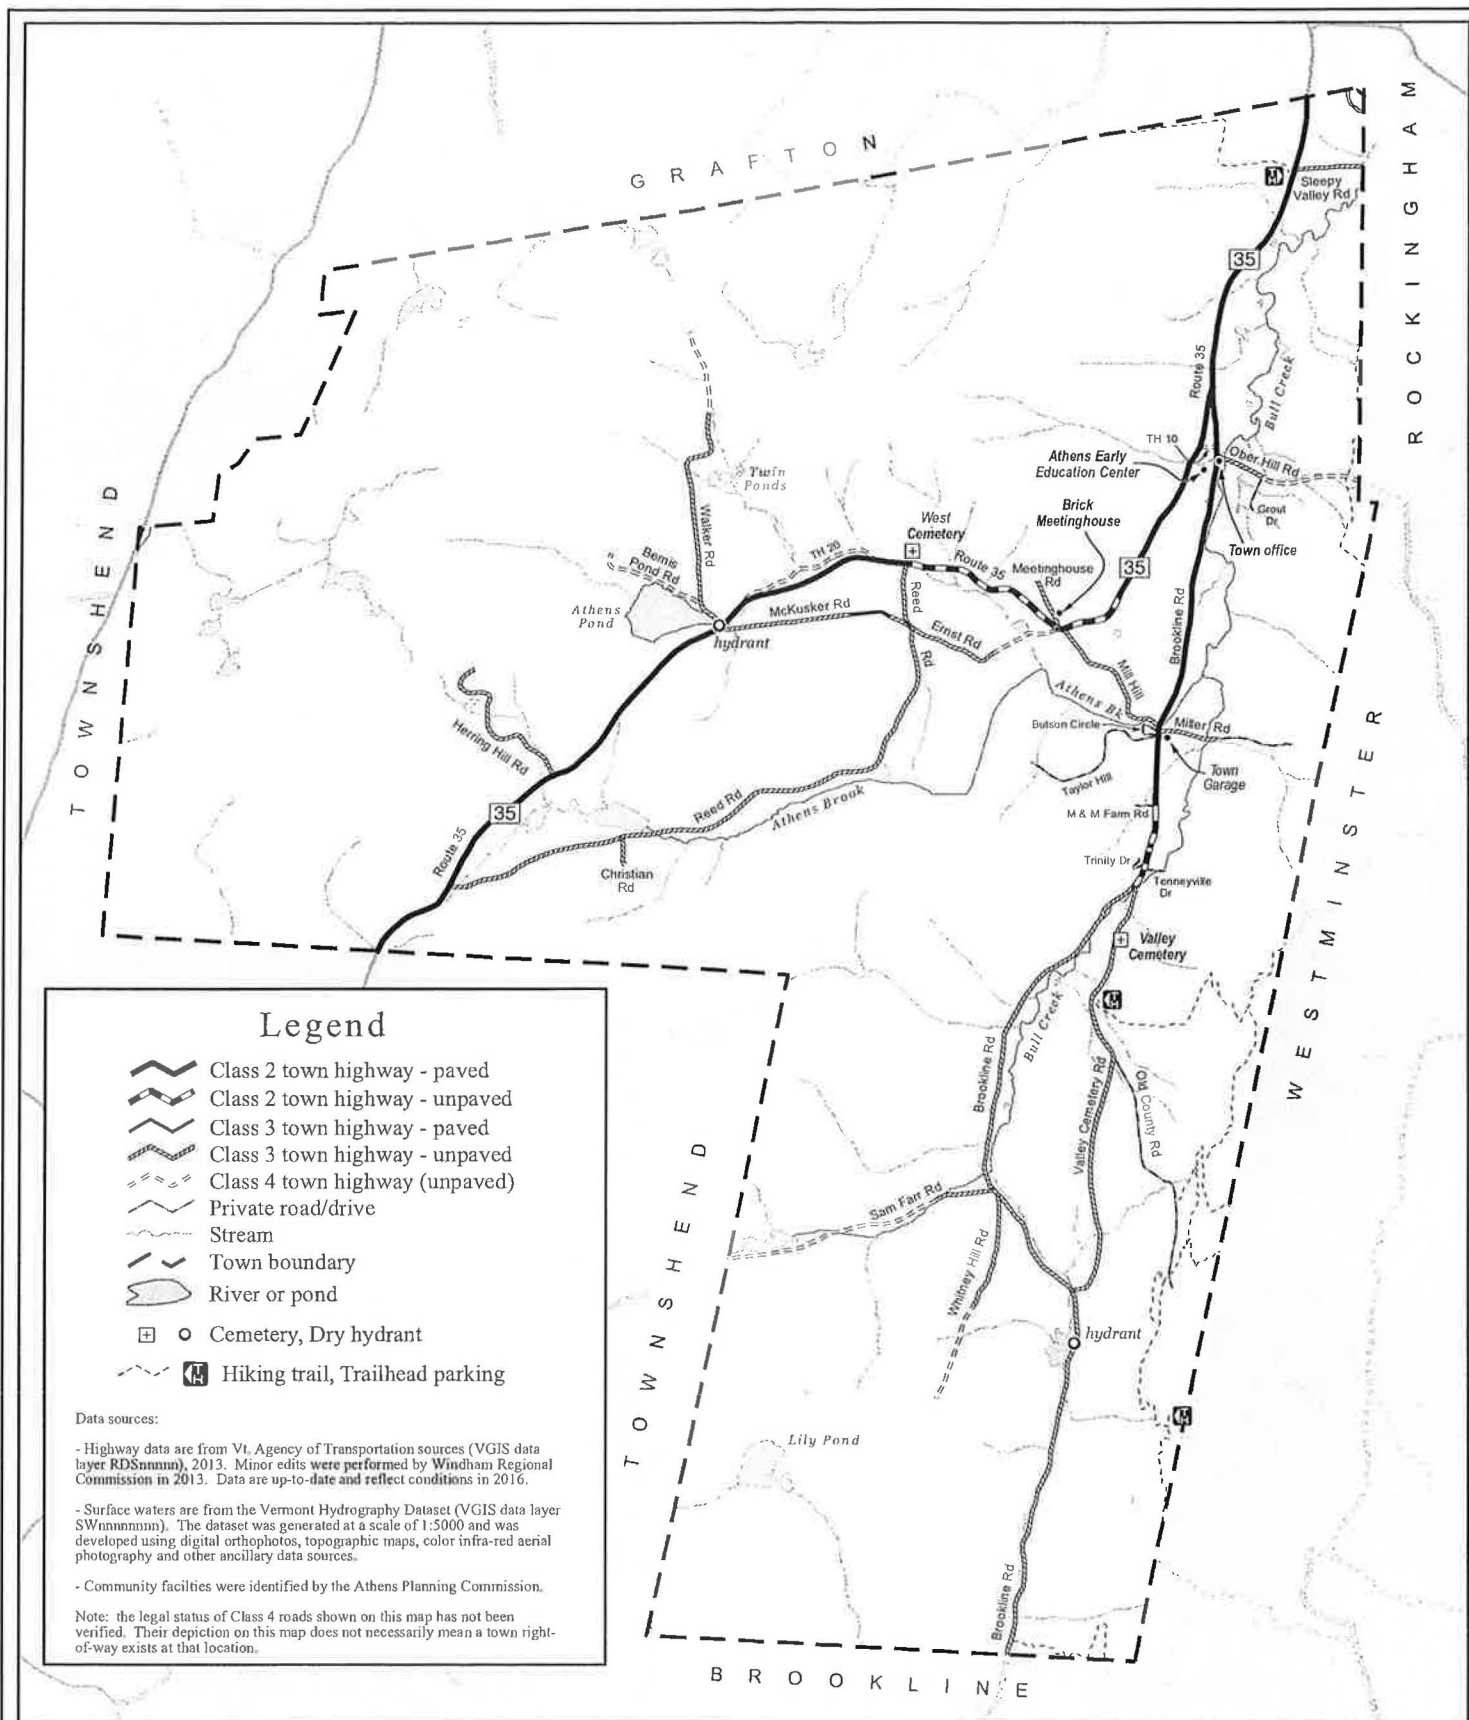 GRAFTON
ROCKINGHAM
Sleepy
Valley Rd
35
Route 35
Bull Creek
TH 10
Athens Early
Education Center
Ober Hill Rd
Grout
Dr
Town office
Brick
Meetinghouse
Twin
Ponds
Walker Rd
West
Cemetery
TH 20
Route 35
Meetinghouse
Rd
35
Bemis
Pond Rd
Athens
Pond
McKusker Rd
hydrant
Reed
Rd
Ernst Rd
Brookline Rd
Mill Hill
Athens Bk
TOWNSHEND
Herring Hill Rd
Butson Circle
Miller Rd
Town
Garage
Taylor Hill
M & M Farm Rd
35
Route 35
Reed Rd
Athens Brook
Christian
Rd
Trinity Dr
Tenneyville
Dr
Valley
Cemetery
WESTMINSTER
Bull Creek
Brookline Rd
Valley Cemetery Rd
Old County Rd
TOWNSHEND
Sam Farr Rd
Whitney Hill Rd
hydrant
Lily Pond
Brookline Rd
BROOKLINE
Legend
Class 2 town highway - paved
Class 2 town highway - unpaved
Class 3 town highway - paved
Class 3 town highway - unpaved
Class 4 town highway (unpaved)
Private road/drive
Stream
Town boundary
River or pond
Cemetery, Dry hydrant
Hiking trail, Trailhead parking
Data sources:
- Highway data are from Vt. Agency of Transportation sources (VGIS data
layer RDSnnnnn), 2013. Minor edits were performed by Windham Regional
Commission in 2013. Data are up-to-date and reflect conditions in 2016.
- Surface waters are from the Vermont Hydrography Dataset (VGIS data layer
SWnnnnnnnn). The dataset was generated at a scale of 1:5000 and was
developed using digital orthophotos, topographic maps, color infra-red aerial
photography and other ancillary data sources.
- Community facilties were identified by the Athens Planning Commission.
Note: the legal status of Class 4 roads shown on this map has not been
verified. Their depiction on this map does not necessarily mean a town right-
of-way exists at that location.